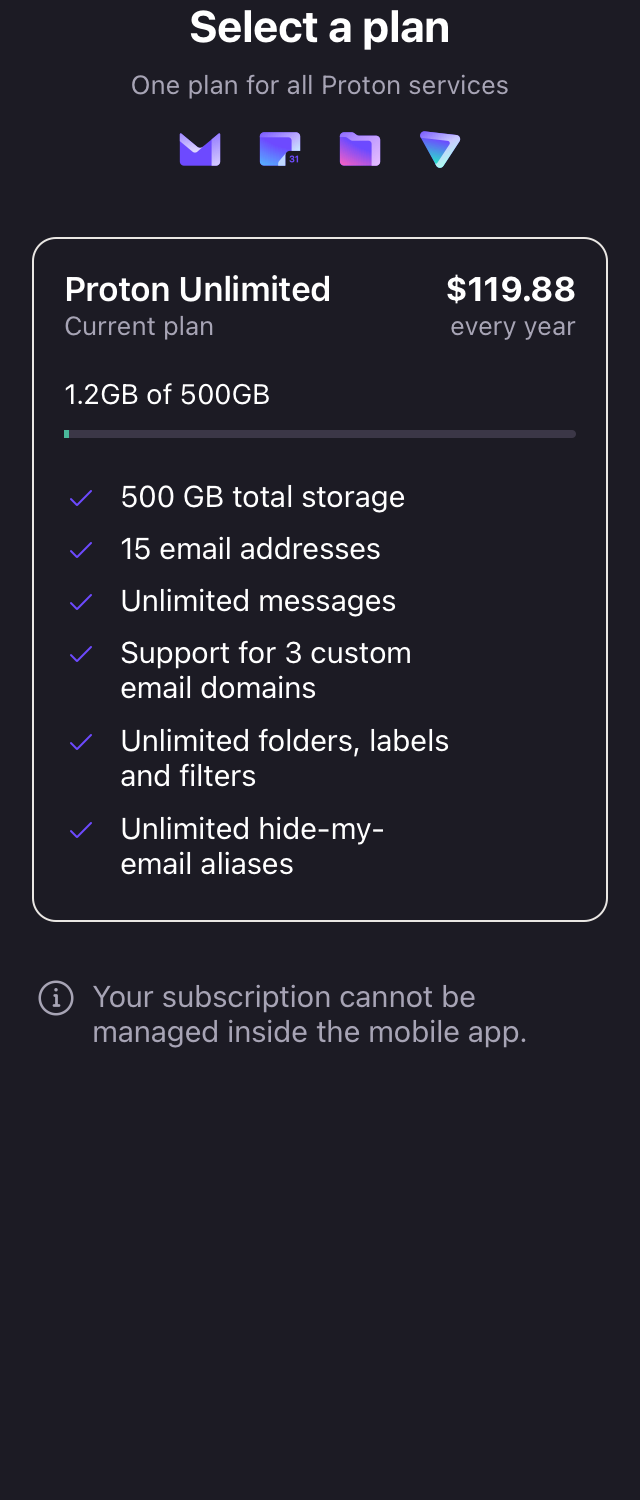 Select a plan
One plan for all Proton services
31
Proton Unlimited
$119.88
Current plan
every year
1.2GB of 500GB
500 GB total storage
15 email addresses
Unlimited messages
Support for 3 custom
email domains
Unlimited folders, labels
and filters
Unlimited hide-my-
email aliases
Your subscription cannot be
managed inside the mobile app.